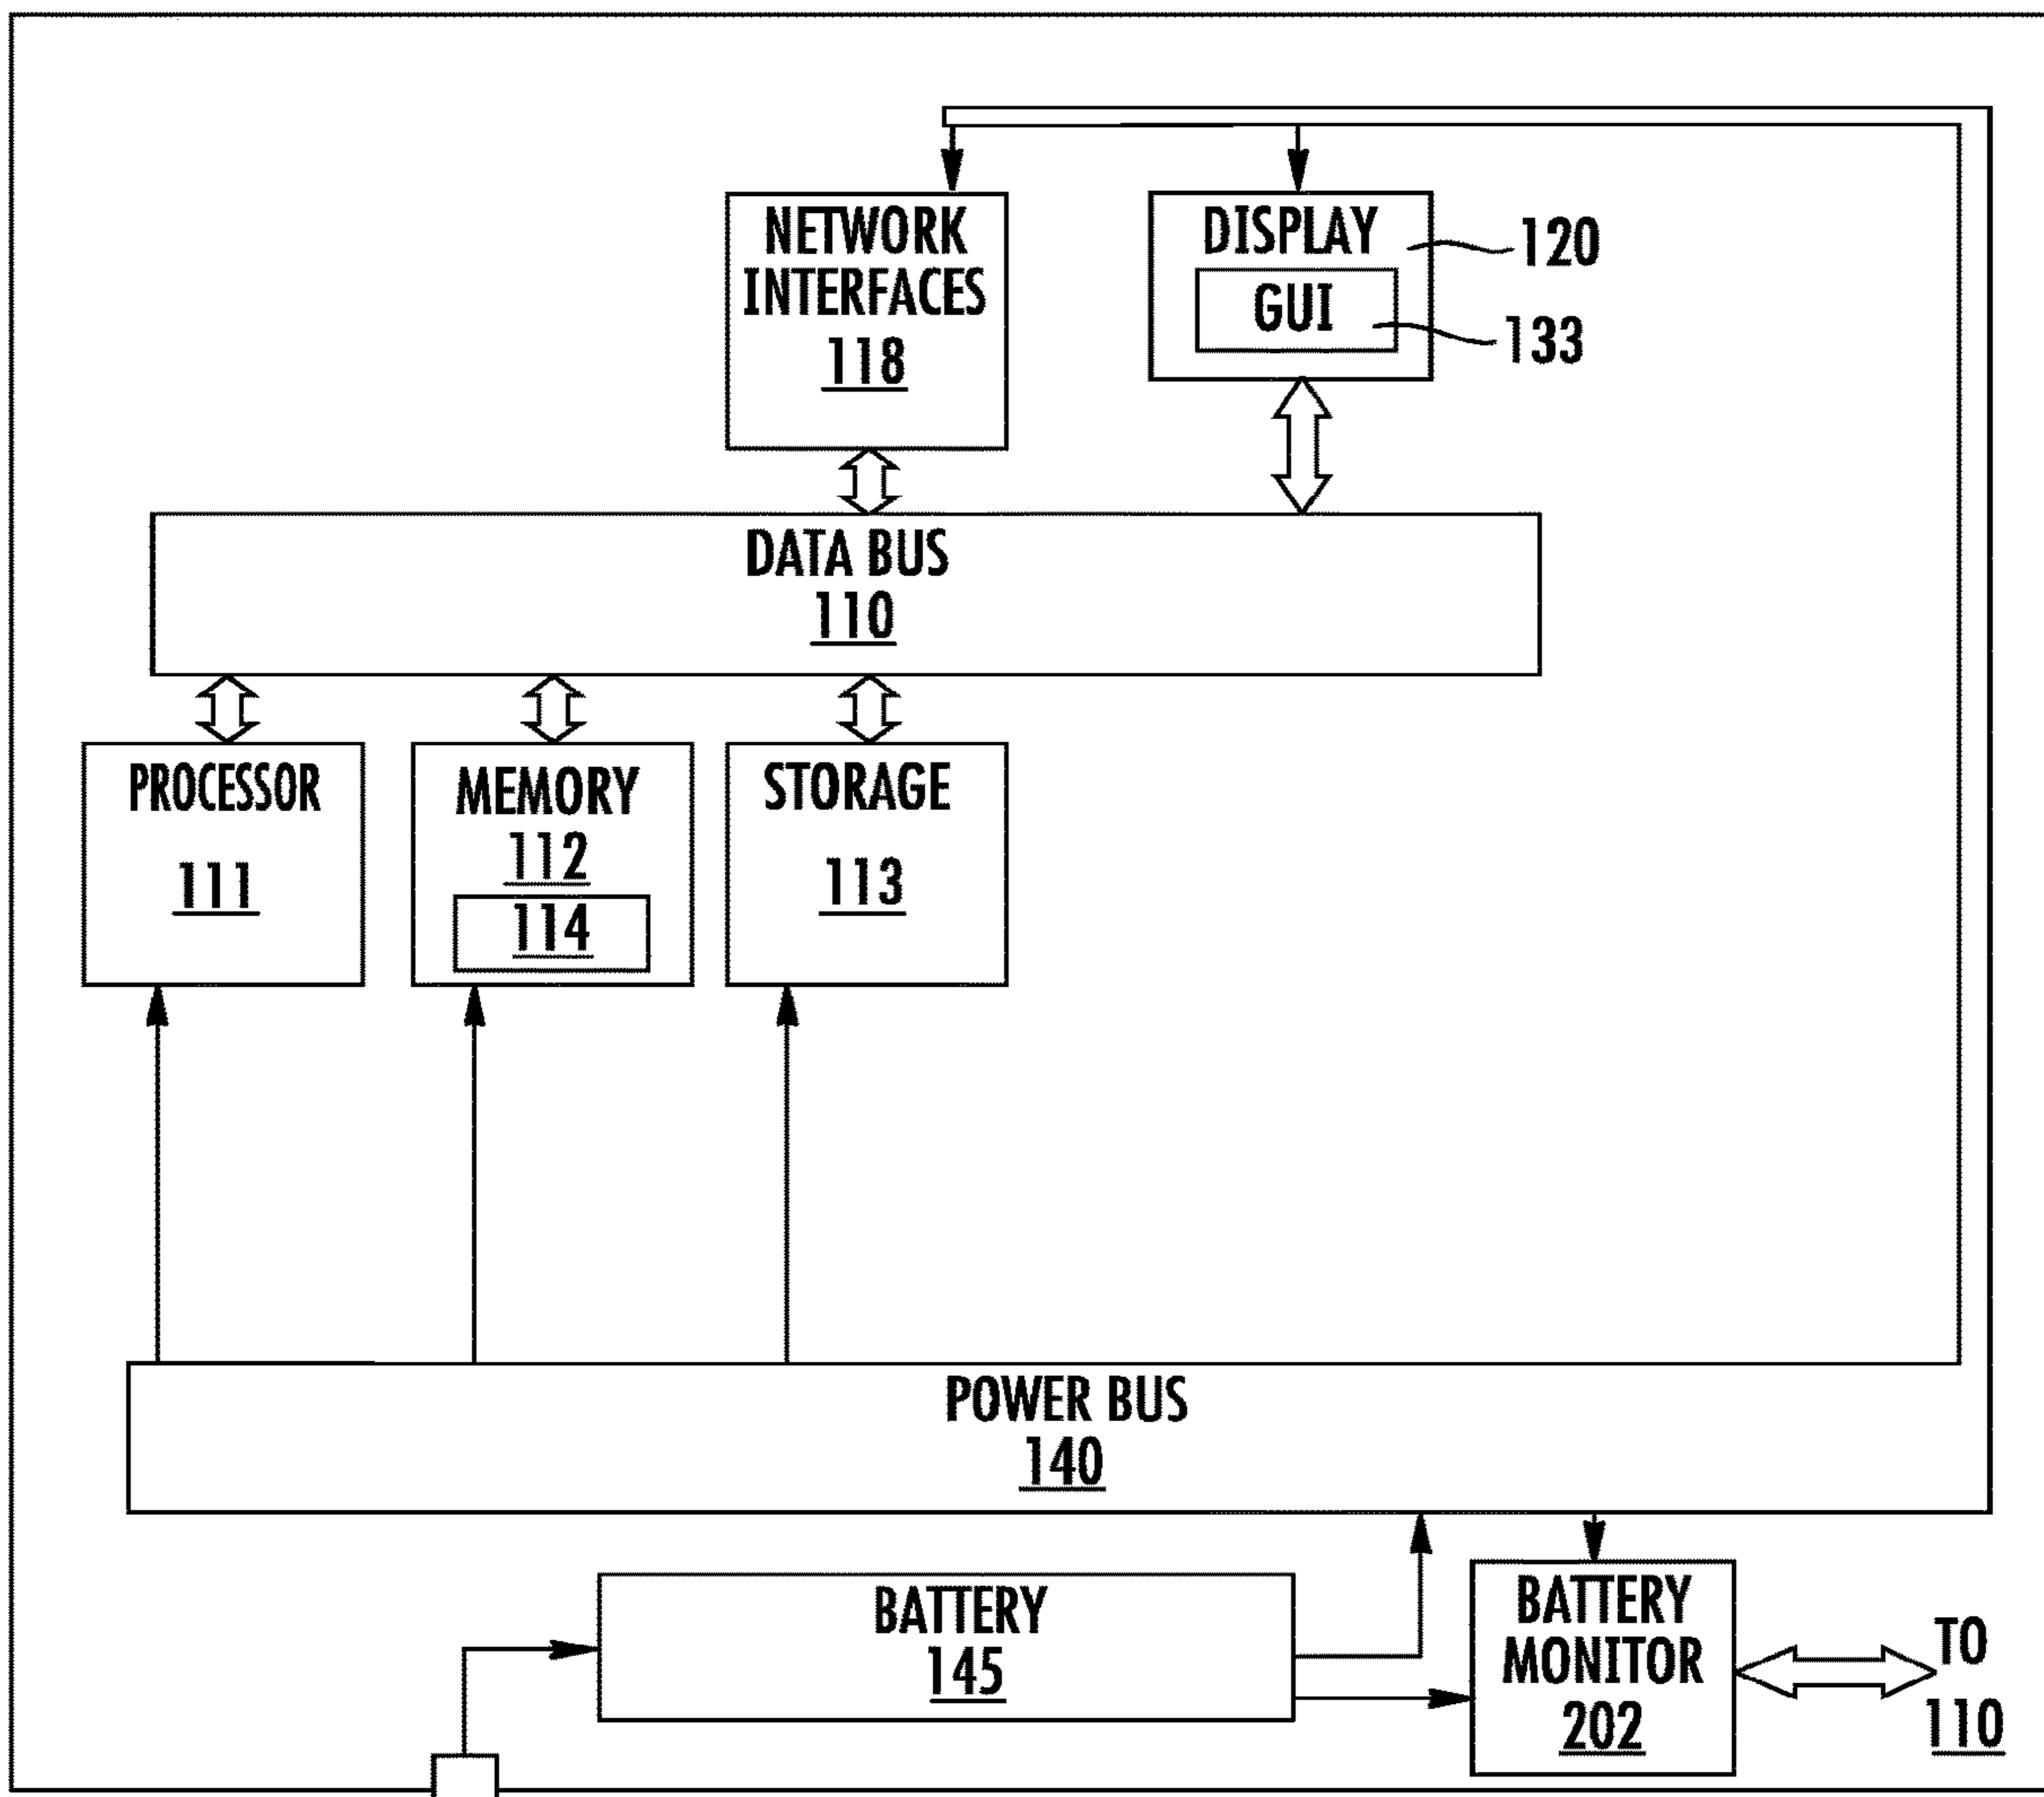 NETWORK
INTERFACES
118
DISPLAY
120
GUI
133
DATA BUS
110
PROCESSOR
111
MEMORY
112
114
STORAGE
113
POWER BUS
140
BATTERY
145
BATTERY
MONITOR
202
TO
110